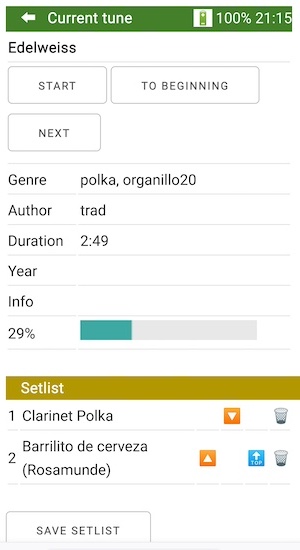 Current tune 100% 21:15
Edelweiss
START TO BEGINNING
NEXT
Genre polka, organillo20
Author trad
Duration 2:49
Year
Info
29%
Setlist
1 Clarinet Polka
2 Barrilito de cerveza
(Rosamunde)
TOP
SAVE SETLIST